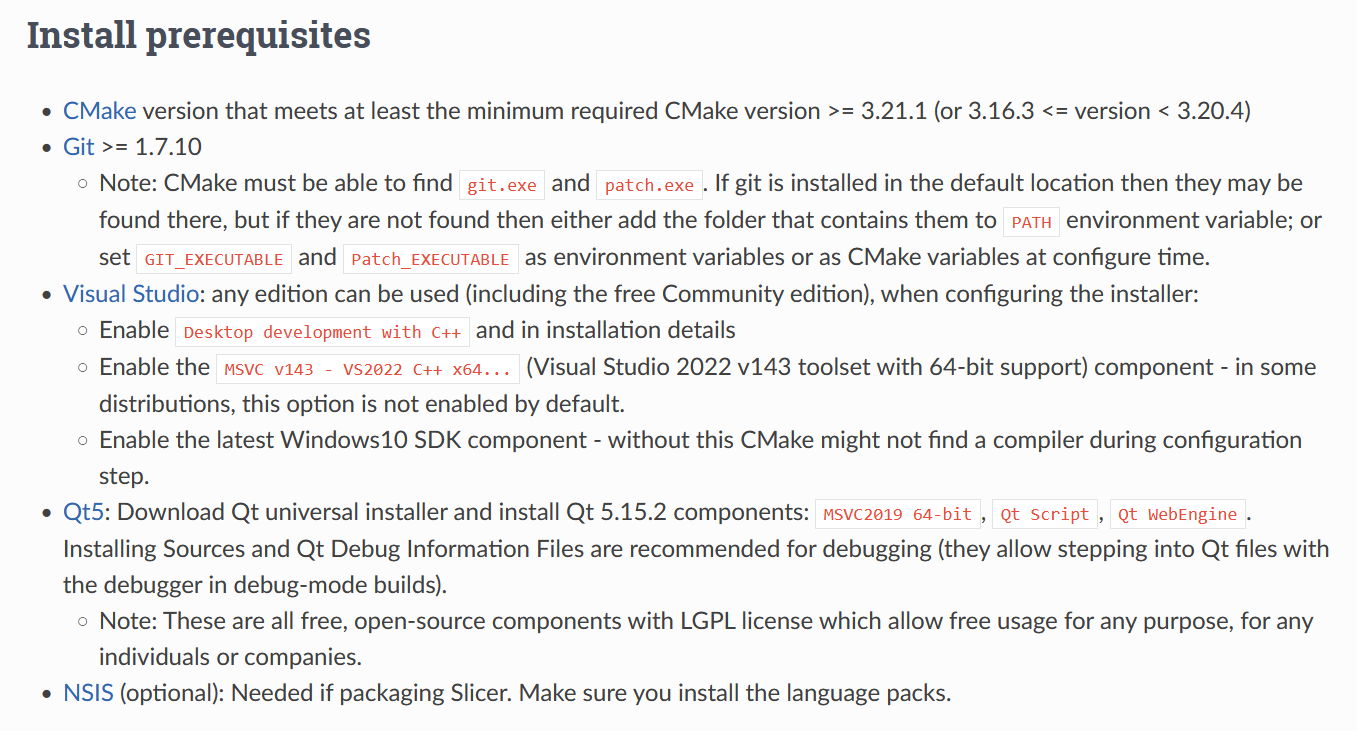 Install prerequisites
• CMake version that meets at least the minimum required CMake version >= 3.21.1 (or 3.16.3 <= version < 3.20.4)
• Git >= 1.7.10
○ Note: CMake must be able to find git.exe and patch.exe. If git is installed in the default location then they may be
found there, but if they are not found then either add the folder that contains them to PATH environment variable; or
set GIT_EXECUTABLE and Patch_EXECUTABLE as environment variables or as CMake variables at configure time.
• Visual Studio: any edition can be used (including the free Community edition), when configuring the installer:
○ Enable Desktop development with C++ and in installation details
○ Enable the MSVC v143 - VS2022 C++ x64... (Visual Studio 2022 v143 toolset with 64-bit support) component - in some
distributions, this option is not enabled by default.
○ Enable the latest Windows10 SDK component - without this CMake might not find a compiler during configuration
step.
• Qt5: Download Qt universal installer and install Qt 5.15.2 components: MSVC2019 64-bit, Qt Script, Qt WebEngine.
Installing Sources and Qt Debug Information Files are recommended for debugging (they allow stepping into Qt files with
the debugger in debug-mode builds).
○ Note: These are all free, open-source components with LGPL license which allow free usage for any purpose, for any
individuals or companies.
• NSIS (optional): Needed if packaging Slicer. Make sure you install the language packs.